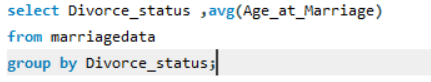 select Divorce_status ,avg(Age_at_Marriage)
from marriagedata
group by Divorce_status;